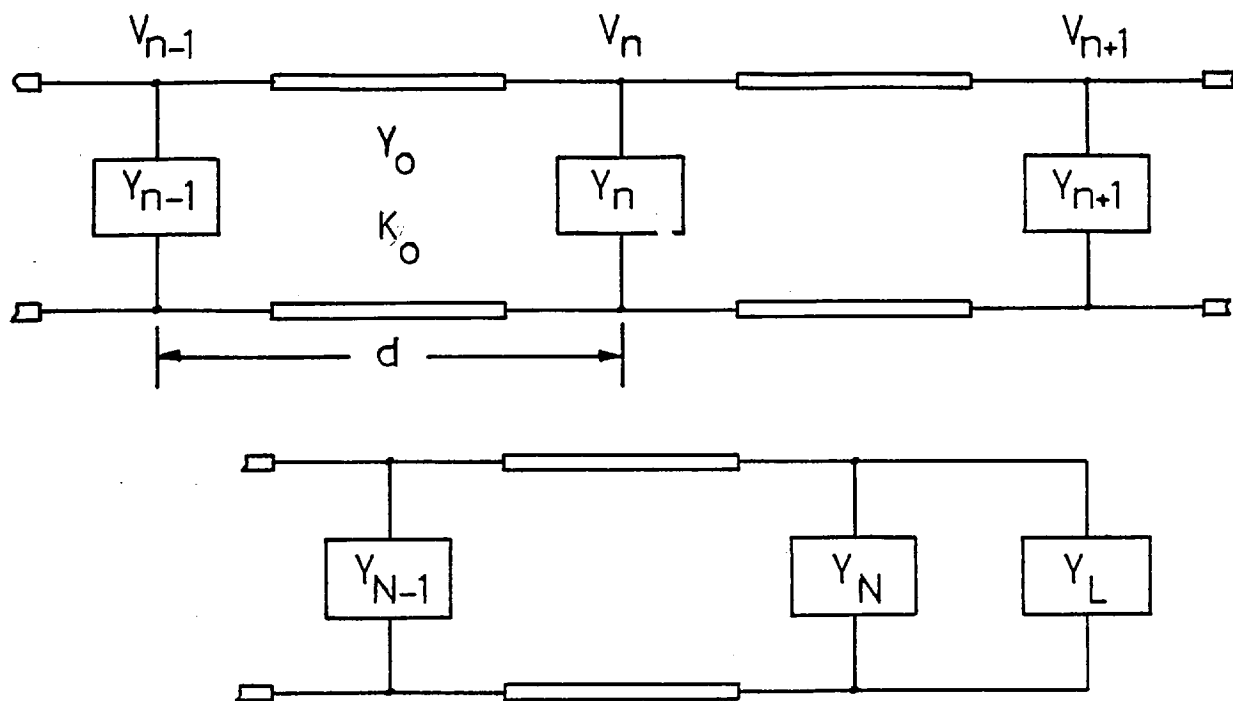 V_{n-1} V_n V_{n+1}
Y_{n-1} Y_o Y_n Y_{n+1}
K_o
d
Y_{N-1} Y_N Y_L